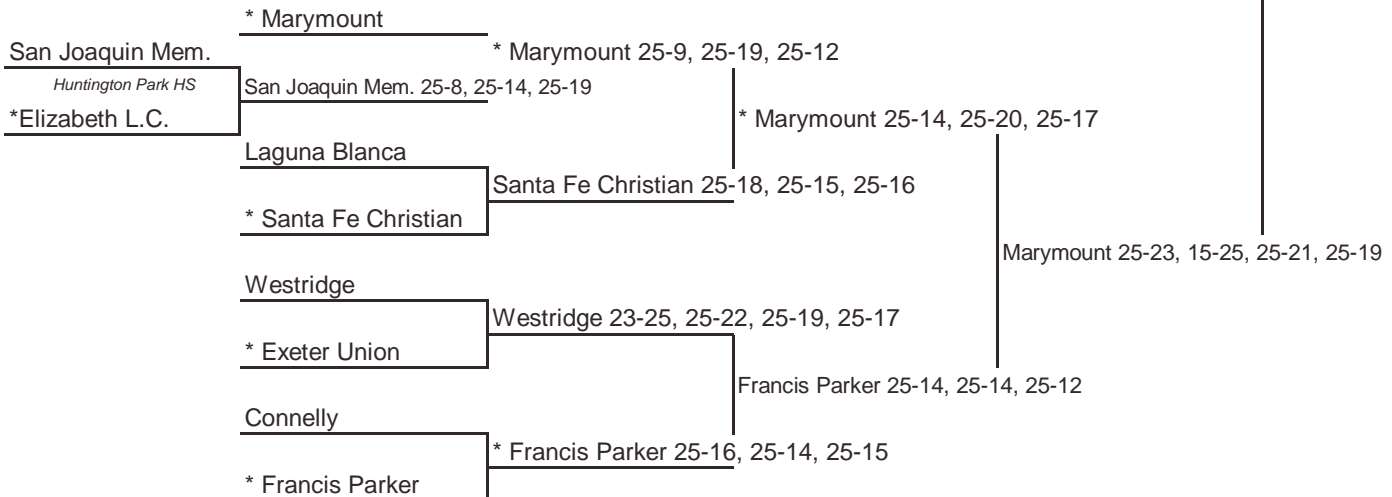 * Marymount
San Joaquin Mem.
* Marymount 25-9, 25-19, 25-12
Huntington Park HS
San Joaquin Mem. 25-8, 25-14, 25-19
*Elizabeth L.C.
* Marymount 25-14, 25-20, 25-17
Laguna Blanca
Santa Fe Christian 25-18, 25-15, 25-16
* Santa Fe Christian
Marymount 25-23, 15-25, 25-21, 25-19
Westridge
Westridge 23-25, 25-22, 25-19, 25-17
* Exeter Union
Francis Parker 25-14, 25-14, 25-12
Connelly
* Francis Parker 25-16, 25-14, 25-15
* Francis Parker